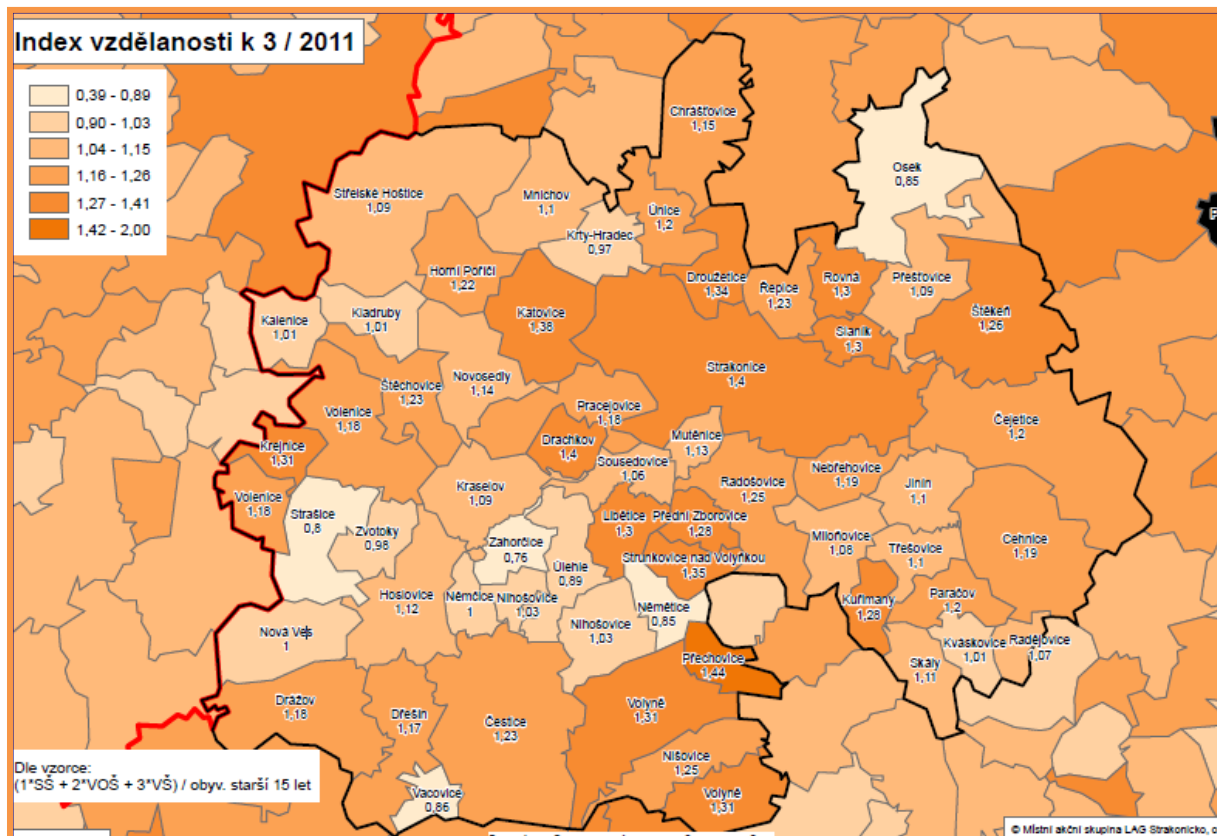 Index vzdělanosti k 3 / 2011
0,39 - 0,89
0,90 - 1,03
1,04 - 1,15
1,16 - 1,26
1,27 - 1,41
1,42 - 2,00
Chrášťovice
1,15
Osek
0,85
Střelské Hoštice
1,09
Mnichov
1,1
Únice
1,2
Krty-Hradec
0,97
Horní Poříčí
1,22
Droužetice
1,34
Řepice
1,23
Rovná
1,3
Přešťovice
1,09
Štěkeň
1,26
Kalenice
1,01
Kladruby
1,01
Katovice
1,38
Slaník
1,3
Strakonice
1,4
Novosedly
1,14
Štěchovice
1,23
Volenice
1,18
Pracejovice
1,18
Čejetice
1,2
Drachkov
1,4
Mutěnice
1,13
Krejnice
1,31
Sousedovice
1,06
Nebřehovice
1,19
Radošovice
1,25
Jinín
1,1
Kraselov
1,09
Volenice
1,18
Strašice
0,8
Zvotoky
0,98
Libětice
1,3
Přední Zborovice
1,28
Miloňovice
1,08
Třešovice
1,1
Cehnice
1,19
Zahorčice
0,76
Úlehle
0,89
Strunkovice nad Volyňkou
1,35
Hoslovice
1,12
Němčice
1
Nihošovice
1,03
Nihošovice
1,03
Němětice
0,85
Kuřimany
1,28
Paračov
1,2
Nová Ves
1
Kváskovice
1,01
Radějovice
1,07
Skály
1,11
Přechovice
1,44
Drážov
1,18
Dřešín
1,17
Čestice
1,23
Volyně
1,31
Nišovice
1,25
Vacovice
0,86
Volyně
1,31
Dle vzorce:
(1*SŠ + 2*VOŠ + 3*VŠ) / obyv. starší 15 let
© Místní akční skupina LAG Strakonicko,